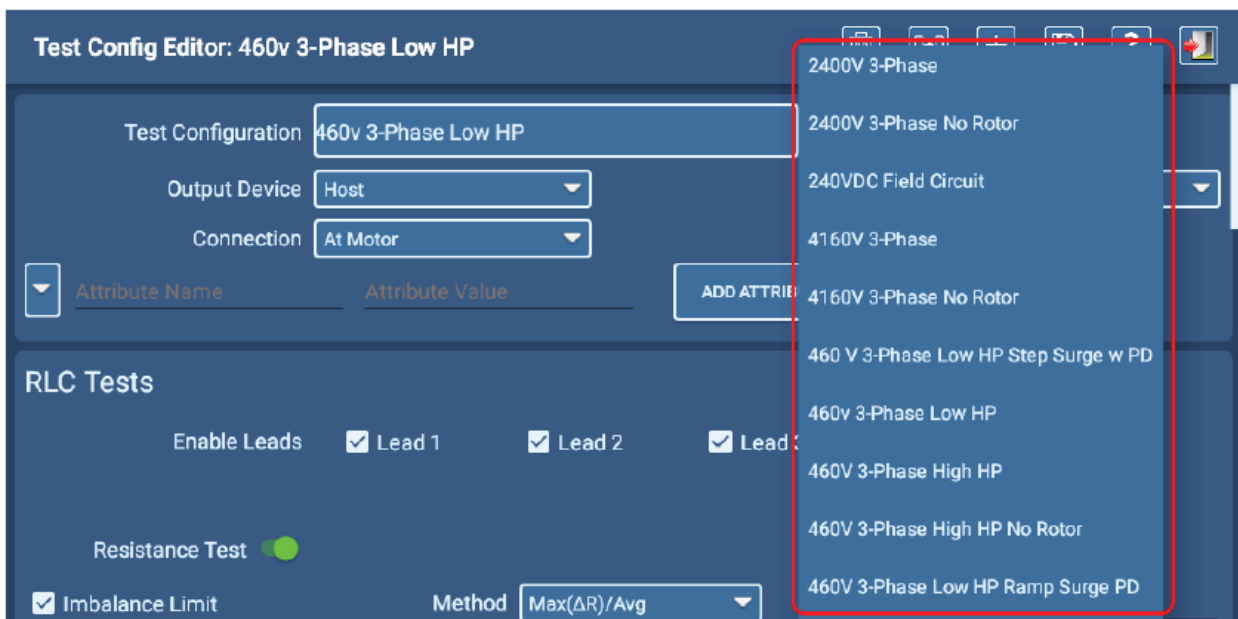 Test Config Editor: 460v 3-Phase Low HP
Test Configuration 460v 3-Phase Low HP
Output Device Host
Connection At Motor
Attribute Name Attribute Value ADD
RLC Tests
Enable Leads Lead 1 Lead 2 Lead
Resistance Test
Imbalance Limit Method Max(ΔR)/Avg
2400V 3-Phase
2400V 3-Phase No Rotor
240VDC Field Circuit
4160V 3-Phase
4160V 3-Phase No Rotor
460 V 3-Phase Low HP Step Surge w PD
460v 3-Phase Low HP
460V 3-Phase High HP
460V 3-Phase High HP No Rotor
460V 3-Phase Low HP Ramp Surge PD